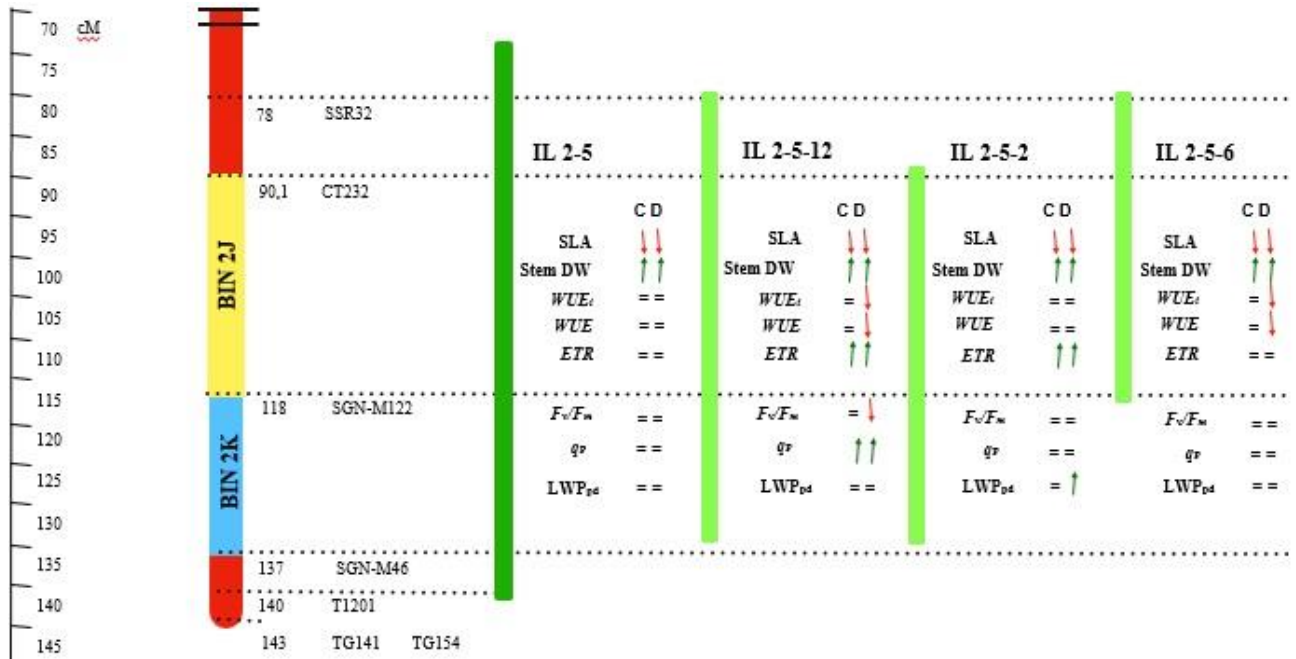 70 cM
75
80
85
90
95
100
105
110
115
120
125
130
135
140
145
BIN 2J
BIN 2K
78 SSR32
90,1 CT232
118 SGN-M122
137 SGN-M46
140 T1201
143 TG141 TG154
IL 2-5
C D
SLA
Stem DW
WUEi = =
WUE = =
ETR = =
Fv/Fm = =
qP = =
LWPpd = =
IL 2-5-12
C D
SLA
Stem DW
WUEi =
WUE =
ETR
Fv/Fm =
qP
LWPpd = =
IL 2-5-2
C D
SLA
Stem DW
WUEi = =
WUE = =
ETR
Fv/Fm = =
qP = =
LWPpd =
IL 2-5-6
C D
SLA
Stem DW
WUEi =
WUE =
ETR = =
Fv/Fm = =
qP = =
LWPpd = =